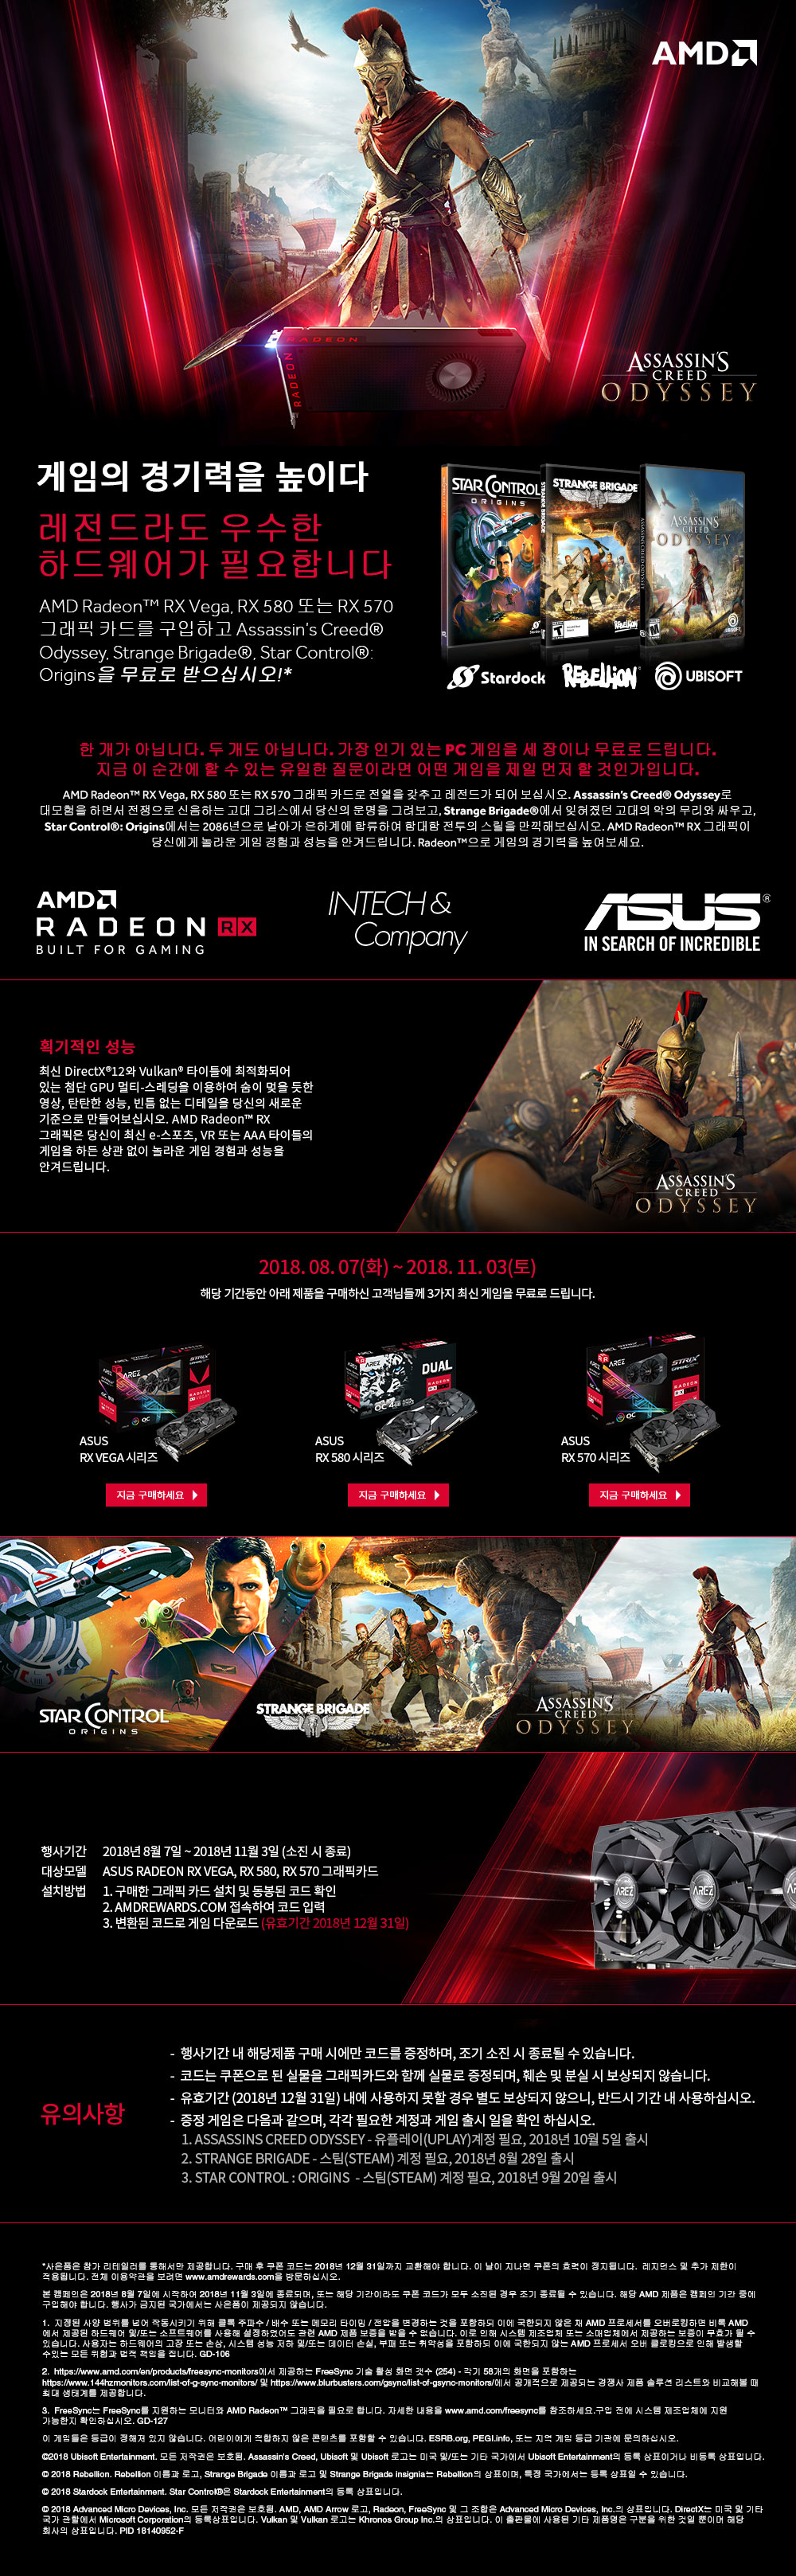 AMD
RADEON
RADEON
ASSASSIN'S
CREED
ODYSSEY
게임의 경기력을 높이다
레전드라도 우수한
하드웨어가 필요합니다
AMD Radeon™ RX Vega, RX 580 또는 RX 570
그래픽 카드를 구입하고 Assassin's Creed®
Odyssey, Strange Brigade®, Star Control®:
Origins을 무료로 받으십시오!*
STAR CONTROL
ORIGINS
STRANGE BRIGADE
STRANGE BRIGADE
ASSASSIN'S
CREED
ODYSSEY
Stardock
REBELLION
UBISOFT
한 개가 아닙니다. 두 개도 아닙니다. 가장 인기 있는 PC 게임을 세 장이나 무료로 드립니다.
지금 이 순간에 할 수 있는 유일한 질문이라면 어떤 게임을 제일 먼저 할 것인가입니다.
AMD Radeon™ RX Vega, RX 580 또는 RX 570 그래픽 카드로 전열을 갖추고 레전드가 되어 보십시오. Assassin's Creed® Odyssey로
대모험을 하면서 전쟁으로 신음하는 고대 그리스에서 당신의 운명을 그려보고, Strange Brigade®에서 잊혀졌던 고대의 악의 무리와 싸우고,
Star Control®: Origins에서는 2086년으로 날아가 은하계에 합류하여 함대함 전투의 스릴을 만끽해보십시오. AMD Radeon™ RX 그래픽이
당신에게 놀라운 게임 경험과 성능을 안겨드립니다. Radeon™으로 게임의 경기력을 높여보세요.
AMD
RADEON RX
BUILT FOR GAMING
INTECH &
Company
ASUS®
IN SEARCH OF INCREDIBLE
획기적인 성능
최신 DirectX®12와 Vulkan® 타이틀에 최적화되어
있는 첨단 GPU 멀티-스레딩을 이용하여 숨이 멎을 듯한
영상, 탄탄한 성능, 빈틈 없는 디테일을 당신의 새로운
기준으로 만들어보십시오. AMD Radeon™ RX
그래픽은 당신이 최신 e-스포츠, VR 또는 AAA 타이틀의
게임을 하든 상관 없이 놀라운 게임 경험과 성능을
안겨드립니다.
ASSASSIN'S
CREED
ODYSSEY
2018. 08. 07(화) ~ 2018. 11. 03(토)
해당 기간동안 아래 제품을 구매하신 고객님들께 3가지 최신 게임을 무료로 드립니다.
AREZ STRIX
AREZ DUAL
AREZ STRIX
ASUS
RX VEGA 시리즈
ASUS
RX 580 시리즈
ASUS
RX 570 시리즈
지금 구매하세요
지금 구매하세요
지금 구매하세요
STAR CONTROL
ORIGINS
STRANGE BRIGADE
ASSASSIN'S
CREED
ODYSSEY
행사기간 2018년 8월 7일 ~ 2018년 11월 3일 (소진 시 종료)
대상모델 ASUS RADEON RX VEGA, RX 580, RX 570 그래픽카드
설치방법 1. 구매한 그래픽 카드 설치 및 동봉된 코드 확인
2. AMDREWARDS.COM 접속하여 코드 입력
3. 변환된 코드로 게임 다운로드 (유효기간 2018년 12월 31일)
AREZ AREZ AREZ
유의사항
- 행사기간 내 해당제품 구매 시에만 코드를 증정하며, 조기 소진 시 종료될 수 있습니다.
- 코드는 쿠폰으로 된 실물을 그래픽카드와 함께 실물로 증정되며, 훼손 및 분실 시 보상되지 않습니다.
- 유효기간 (2018년 12월 31일) 내에 사용하지 못할 경우 별도 보상되지 않으니, 반드시 기간 내 사용하십시오.
- 증정 게임은 다음과 같으며, 각각 필요한 계정과 게임 출시 일을 확인 하십시오.
1. ASSASSINS CREED ODYSSEY - 유플레이(UPLAY)계정 필요, 2018년 10월 5일 출시
2. STRANGE BRIGADE - 스팀(STEAM) 계정 필요, 2018년 8월 28일 출시
3. STAR CONTROL : ORIGINS - 스팀(STEAM) 계정 필요, 2018년 9월 20일 출시
*사은품은 참가 리테일러를 통해서만 제공합니다. 구매 후 쿠폰 코드는 2018년 12월 31일까지 교환해야 합니다. 이 날이 지나면 쿠폰의 효력이 정지됩니다. 레지던스 및 추가 제한이
적용됩니다. 전체 이용약관을 보려면 www.amdrewards.com을 방문하십시오.
본 캠페인은 2018년 8월 7일에 시작하여 2018년 11월 3일에 종료되며, 또는 해당 기간이라도 쿠폰 코드가 모두 소진된 경우 조기 종료될 수 있습니다. 해당 AMD 제품은 캠페인 기간 중에
구입해야 합니다. 행사가 금지된 국가에서는 사은품이 제공되지 않습니다.
1. 지정된 사양 범위를 넘어 작동시키기 위해 클록 주파수 / 배수 또는 메모리 타이밍 / 전압을 변경하는 것을 포함하되 이에 국한되지 않은 채 AMD 프로세서를 오버로킹하면 비록 AMD
에서 제공된 하드웨어 및/또는 소프트웨어를 사용해 설정하였어도 관련 AMD 제품 보증을 받을 수 없습니다. 이로 인해 시스템 제조업체 또는 소매업체에서 제공하는 보증이 무효가 될 수
있습니다. 사용자는 하드웨어의 고장 또는 손상, 시스템 성능 저하 및/또는 데이터 손실, 부패 또는 취약성을 포함하되 이에 국한되지 않는 AMD 프로세서 오버 클로킹으로 인해 발생할
수있는 모든 위험과 법적 책임을 집니다. GD-106
2. https://www.amd.com/en/products/freesync-monitors에서 제공하는 FreeSync 기술 활성 화면 갯수 (254) - 각기 58개의 화면을 포함하는
https://www.144hzmonitors.com/list-of-g-sync-monitors/ 및 https://www.blurbusters.com/gsync/list-of-gsync-monitors/에서 공개적으로 제공되는 경쟁사 제품 솔루션 리스트와 비교해볼 때
최대 생태계를 제공합니다.
3. FreeSync는 FreeSync를 지원하는 모니터와 AMD Radeon™ 그래픽을 필요로 합니다. 자세한 내용을 www.amd.com/freesync를 참조하세요.구입 전에 시스템 제조업체에 지원
가능한지 확인하십시오. GD-127
이 게임들은 등급이 정해져 있지 않습니다. 어린이에게 적합하지 않은 콘텐츠를 포함할 수 있습니다. ESRB.org, PEGI.info, 또는 지역 게임 등급 기관에 문의하십시오.
©2018 Ubisoft Entertainment. 모든 저작권은 보호됨. Assassin's Creed, Ubisoft 및 Ubisoft 로고는 미국 및/또는 기타 국가에서 Ubisoft Entertainment의 등록 상표이거나 비등록 상표입니다.
© 2018 Rebellion. Rebellion 이름과 로고, Strange Brigade 이름과 로고 및 Strange Brigade insignia는 Rebellion의 상표이며, 특정 국가에서는 등록 상표일 수 있습니다.
© 2018 Stardock Entertainment. Star Control®은 Stardock Entertainment의 등록 상표입니다.
© 2018 Advanced Micro Devices, Inc. 모든 저작권은 보호됨. AMD, AMD Arrow 로고, Radeon, FreeSync 및 그 조합은 Advanced Micro Devices, Inc.의 상표입니다. DirectX는 미국 및 기타
국가 관할에서 Microsoft Corporation의 등록상표입니다. Vulkan 및 Vulkan 로고는 Khronos Group Inc.의 상표입니다. 이 출판물에 사용된 기타 제품명은 구분을 위한 것일 뿐이며 해당
회사의 상표입니다. PID 18140952-F